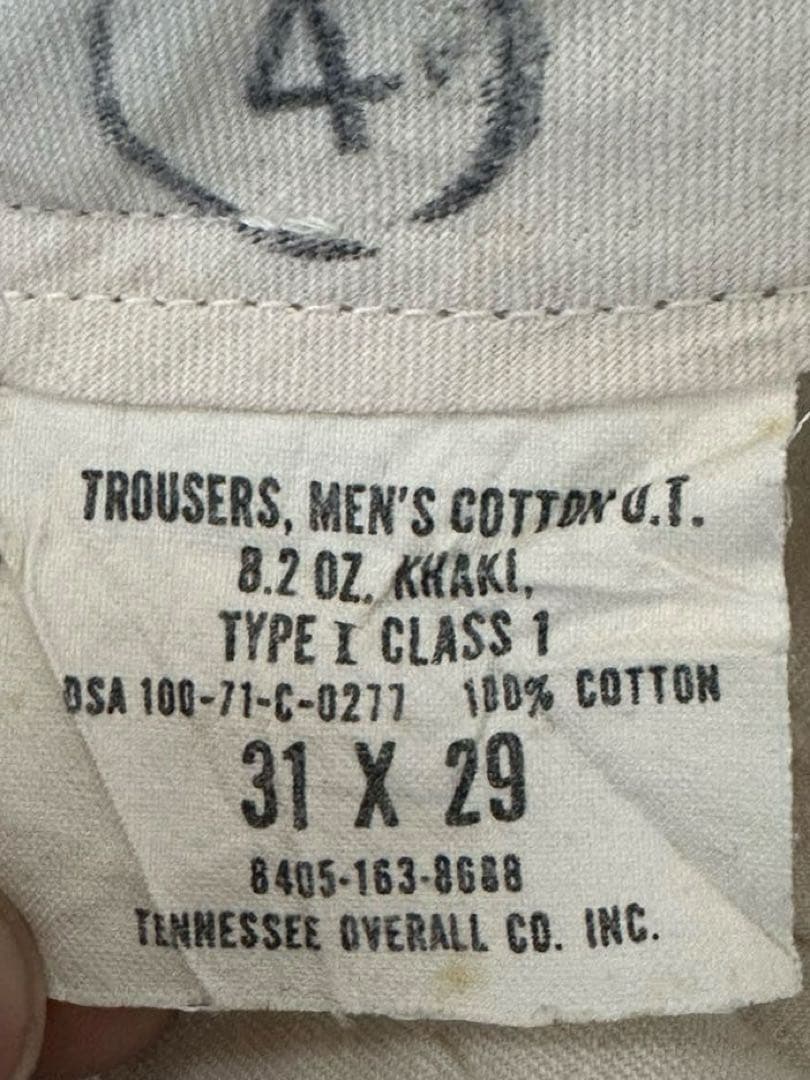 4
TROUSERS, MEN'S COTTON U.T.
8.2 OZ. KHAKI,
TYPE I CLASS 1
DSA 100-71-C-0277 100% COTTON
31 X 29
8405-163-8688
TENNESSEE OVERALL CO. INC.